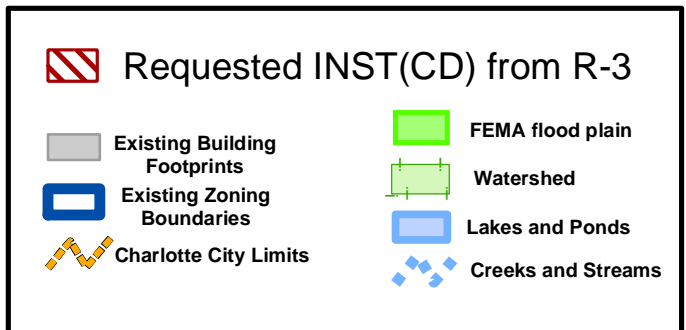 Requested INST(CD) from R-3
Existing Building
Footprints
Existing Zoning
Boundaries
Charlotte City Limits
FEMA flood plain
Watershed
Lakes and Ponds
Creeks and Streams